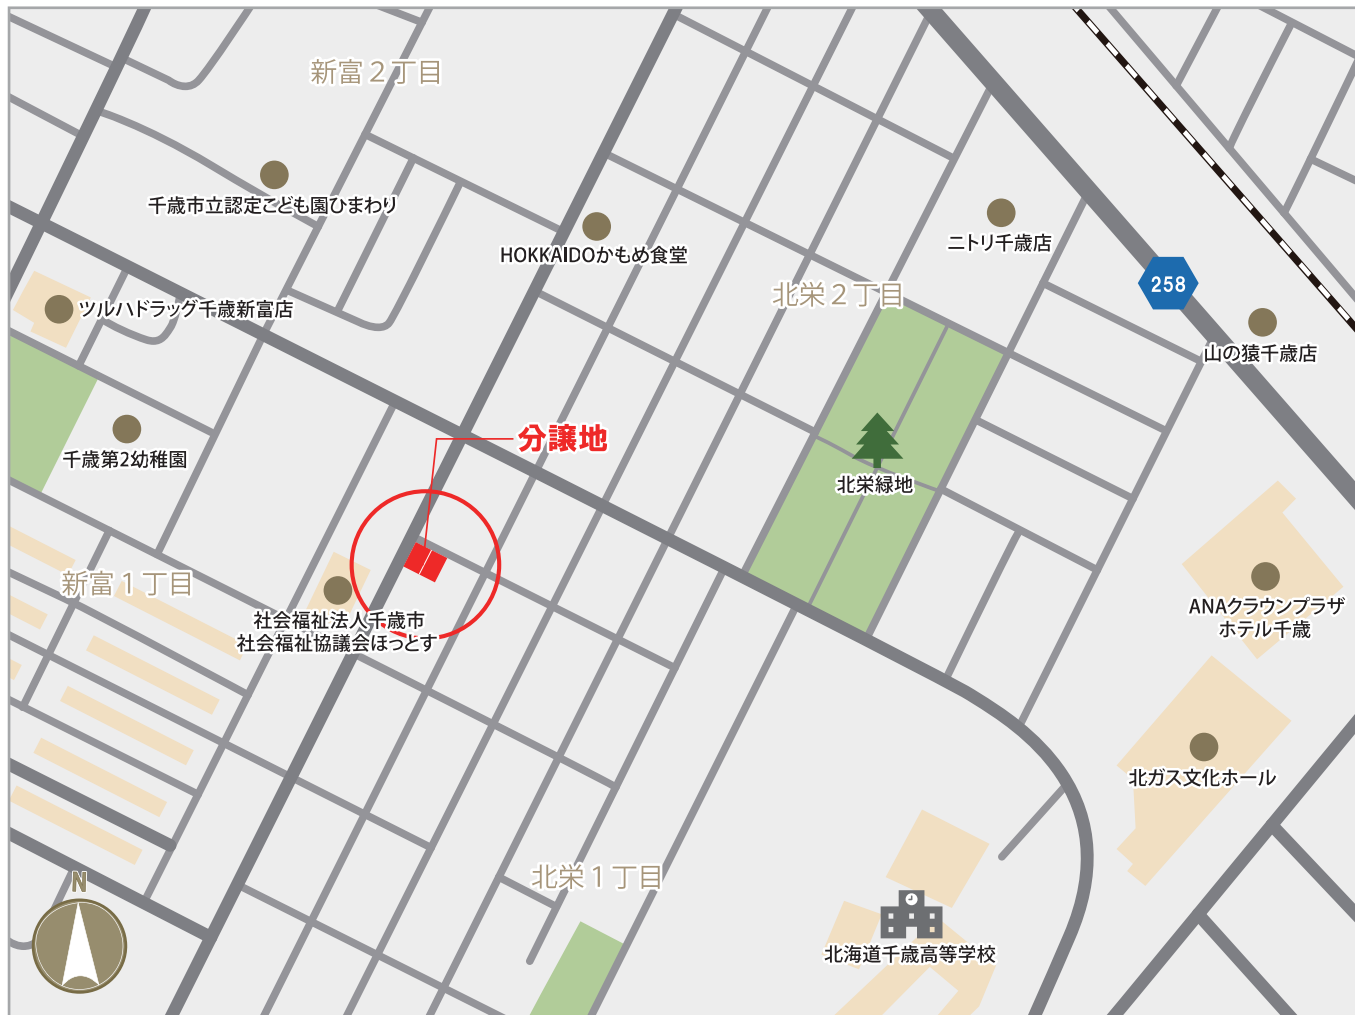 新富2丁目
千歳市立認定こども園ひまわり
HOKKAIDOかもめ食堂
ニトリ千歳店
北栄2丁目
258
ツルハドラッグ千歳新富店
山の猿千歳店
分譲地
千歳第2幼稚園
北栄緑地
新富1丁目
社会福祉法人千歳市
社会福祉協議会ほっとす
ANAクラウンプラザ
ホテル千歳
北ガス文化ホール
北栄1丁目
N
北海道千歳高等学校